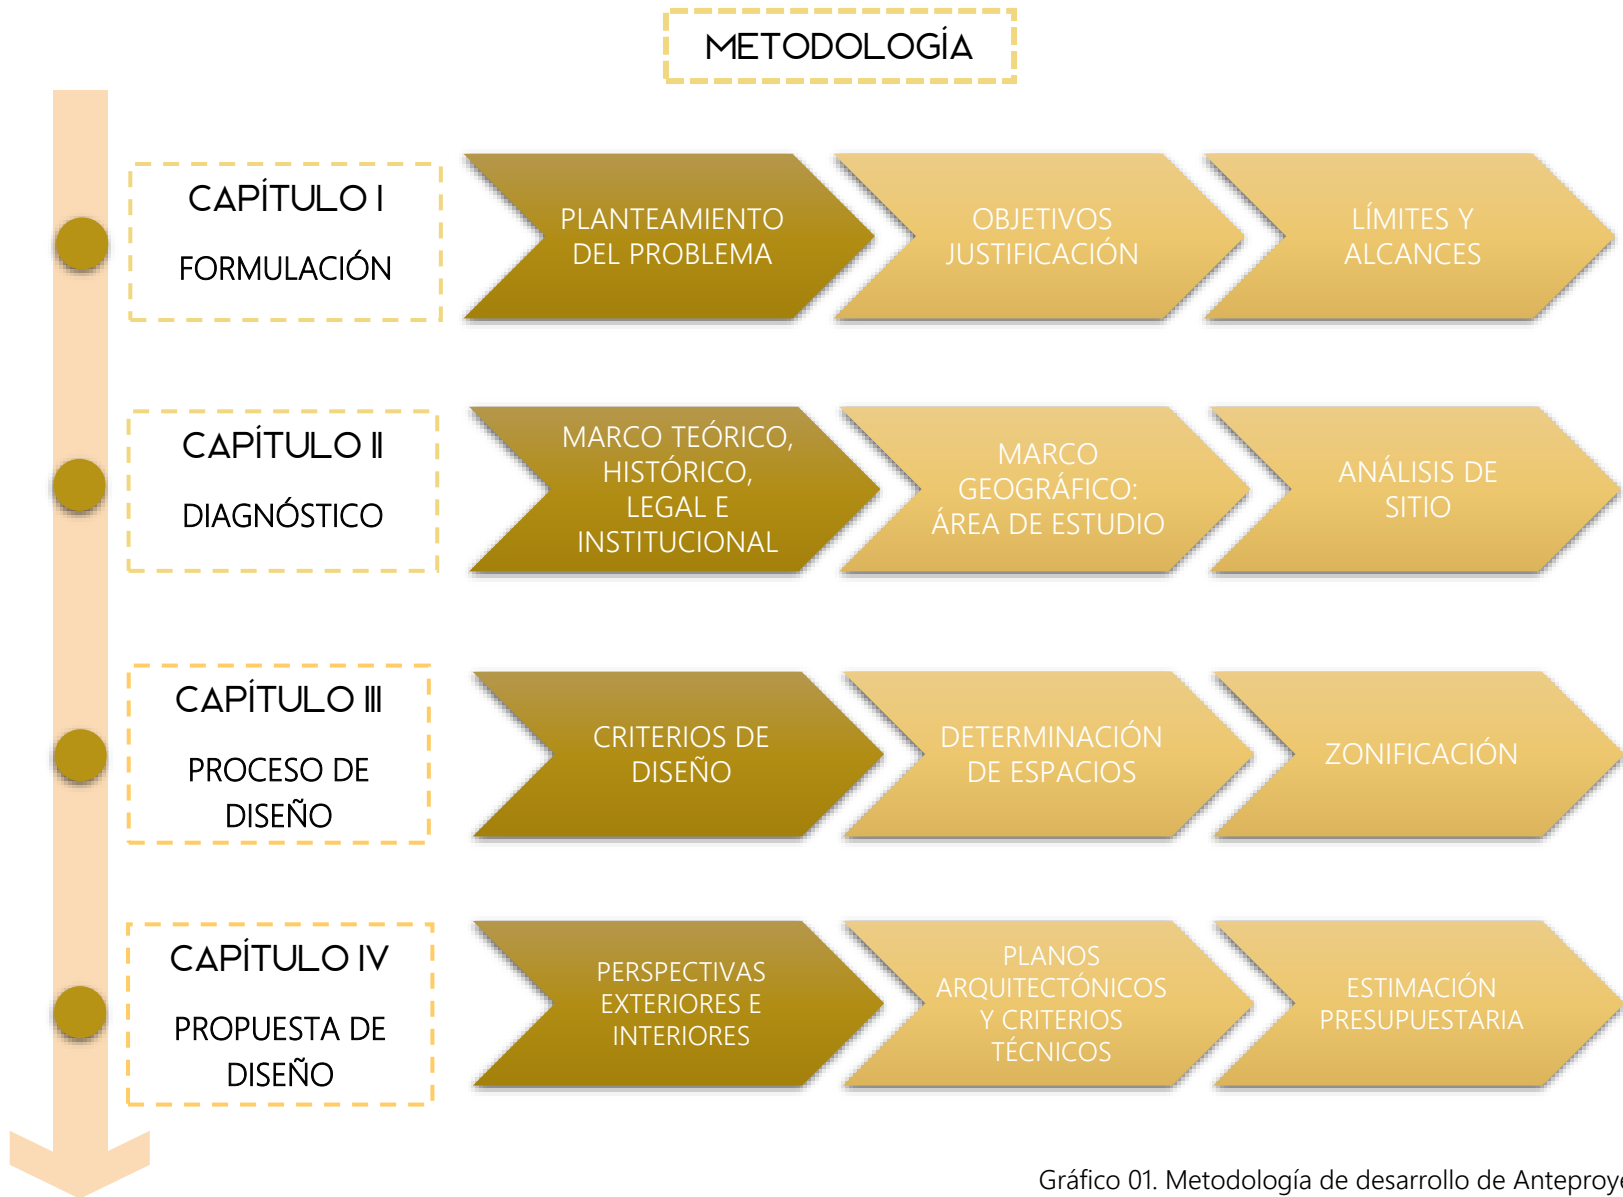 METODOLOGÍA
CAPÍTULO I
FORMULACIÓN
PLANTEAMIENTO
DEL PROBLEMA
OBJETIVOS
JUSTIFICACIÓN
LÍMITES Y
ALCANCES
CAPÍTULO II
DIAGNÓSTICO
MARCO TEÓRICO,
HISTÓRICO,
LEGAL E
INSTITUCIONAL
MARCO
GEOGRÁFICO:
ÁREA DE ESTUDIO
ANÁLISIS DE
SITIO
CAPÍTULO III
PROCESO DE
DISEÑO
CRITERIOS DE
DISEÑO
DETERMINACIÓN
DE ESPACIOS
ZONIFICACIÓN
CAPÍTULO IV
PROPUESTA DE
DISEÑO
PERSPECTIVAS
EXTERIORES E
INTERIORES
PLANOS
ARQUITECTÓNICOS
Y CRITERIOS
TÉCNICOS
ESTIMACIÓN
PRESUPUESTARIA
Gráfico 01. Metodología de desarrollo de